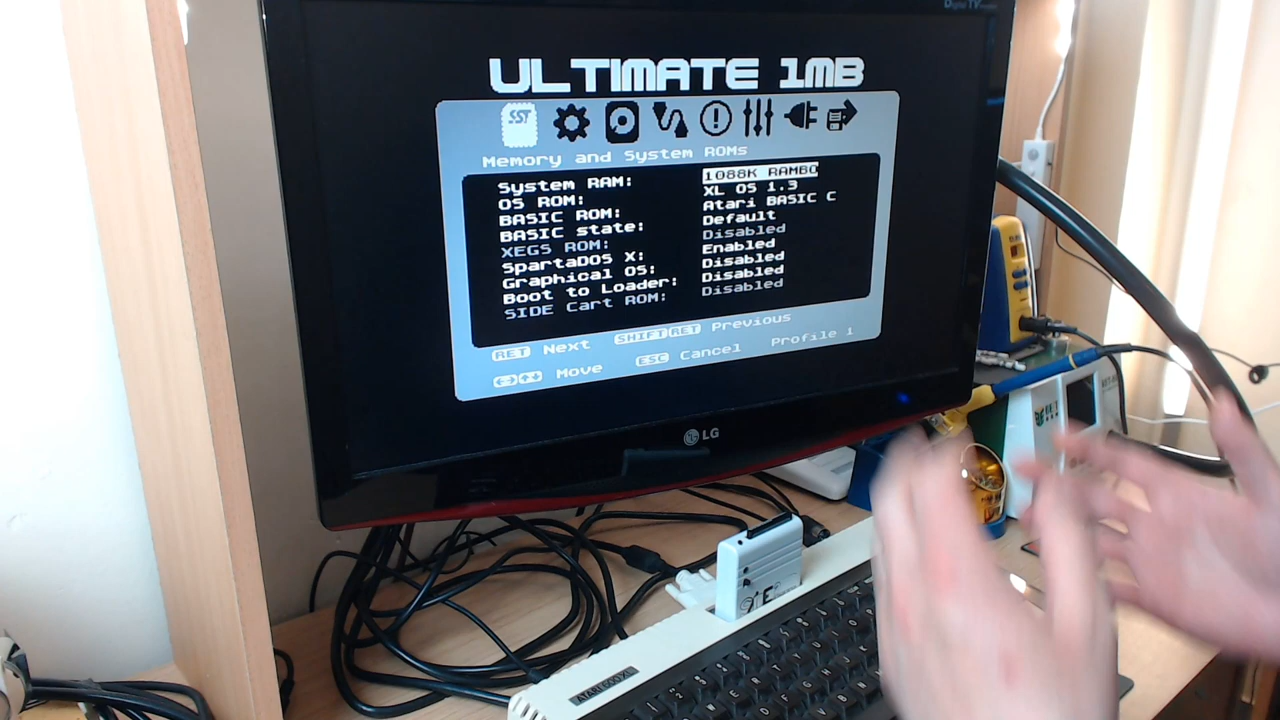 Digital TV
ULTIMATE 1MB
SST
Memory and System ROMs
System RAM: 1088K RAMBO
OS ROM: XL OS 1.3
BASIC ROM: Atari BASIC C
BASIC state: Default
XEGS ROM: Disabled
SpartaDOS X: Enabled
Graphical OS: Disabled
Boot to Loader: Disabled
SIDE Cart ROM: Disabled
RET Next SHIFT RET Previous
Move ESC Cancel Profile 1
LG